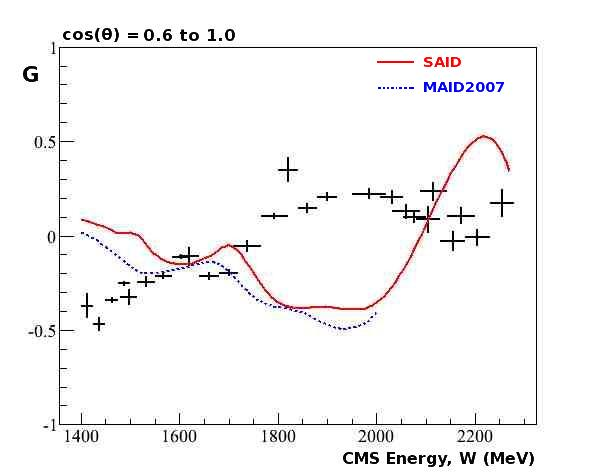 cos(θ) = 0.6 to 1.0
G
SAID
MAID2007
1
0.5
0
-0.5
-1
1400 1600 1800 2000 2200
CMS Energy, W (MeV)